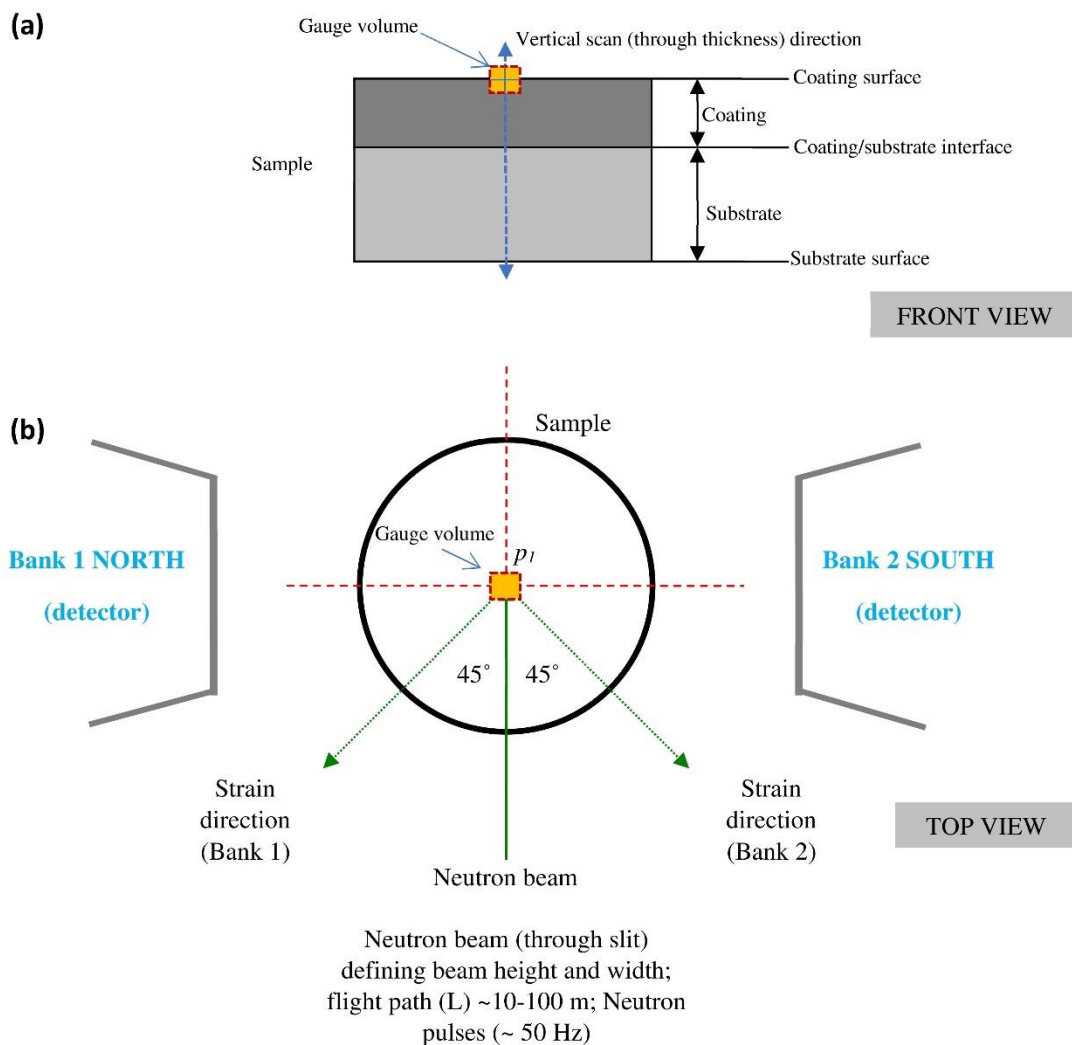 (a)
Gauge volume
Vertical scan (through thickness) direction
Coating surface
Coating
Coating/substrate interface
Sample
Substrate
Substrate surface
FRONT VIEW
(b)
Sample
Gauge volume
p1
Bank 1 NORTH
(detector)
Bank 2 SOUTH
(detector)
45°
45°
Strain
direction
(Bank 1)
Strain
direction
(Bank 2)
TOP VIEW
Neutron beam
Neutron beam (through slit)
defining beam height and width;
flight path (L) ~10-100 m; Neutron
pulses (~ 50 Hz)